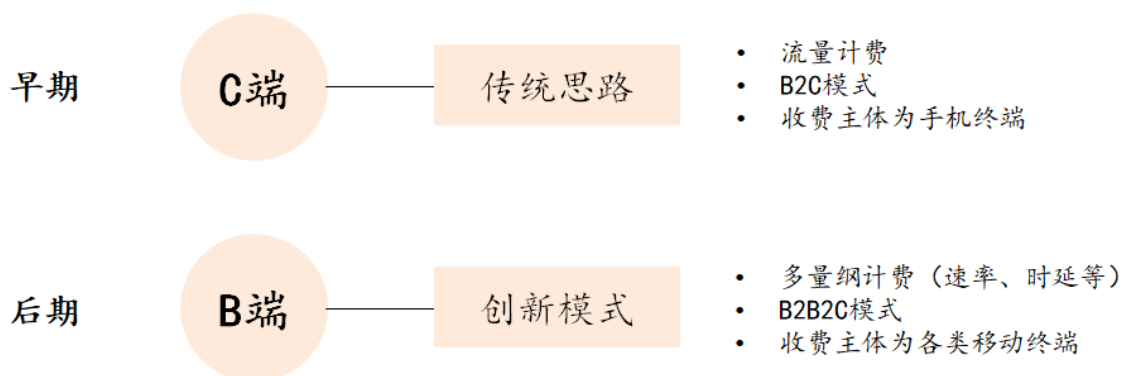 早期
C端
传统思路
• 流量计费
• B2C模式
• 收费主体为手机终端
后期
B端
创新模式
• 多量纲计费（速率、时延等）
• B2B2C模式
• 收费主体为各类移动终端